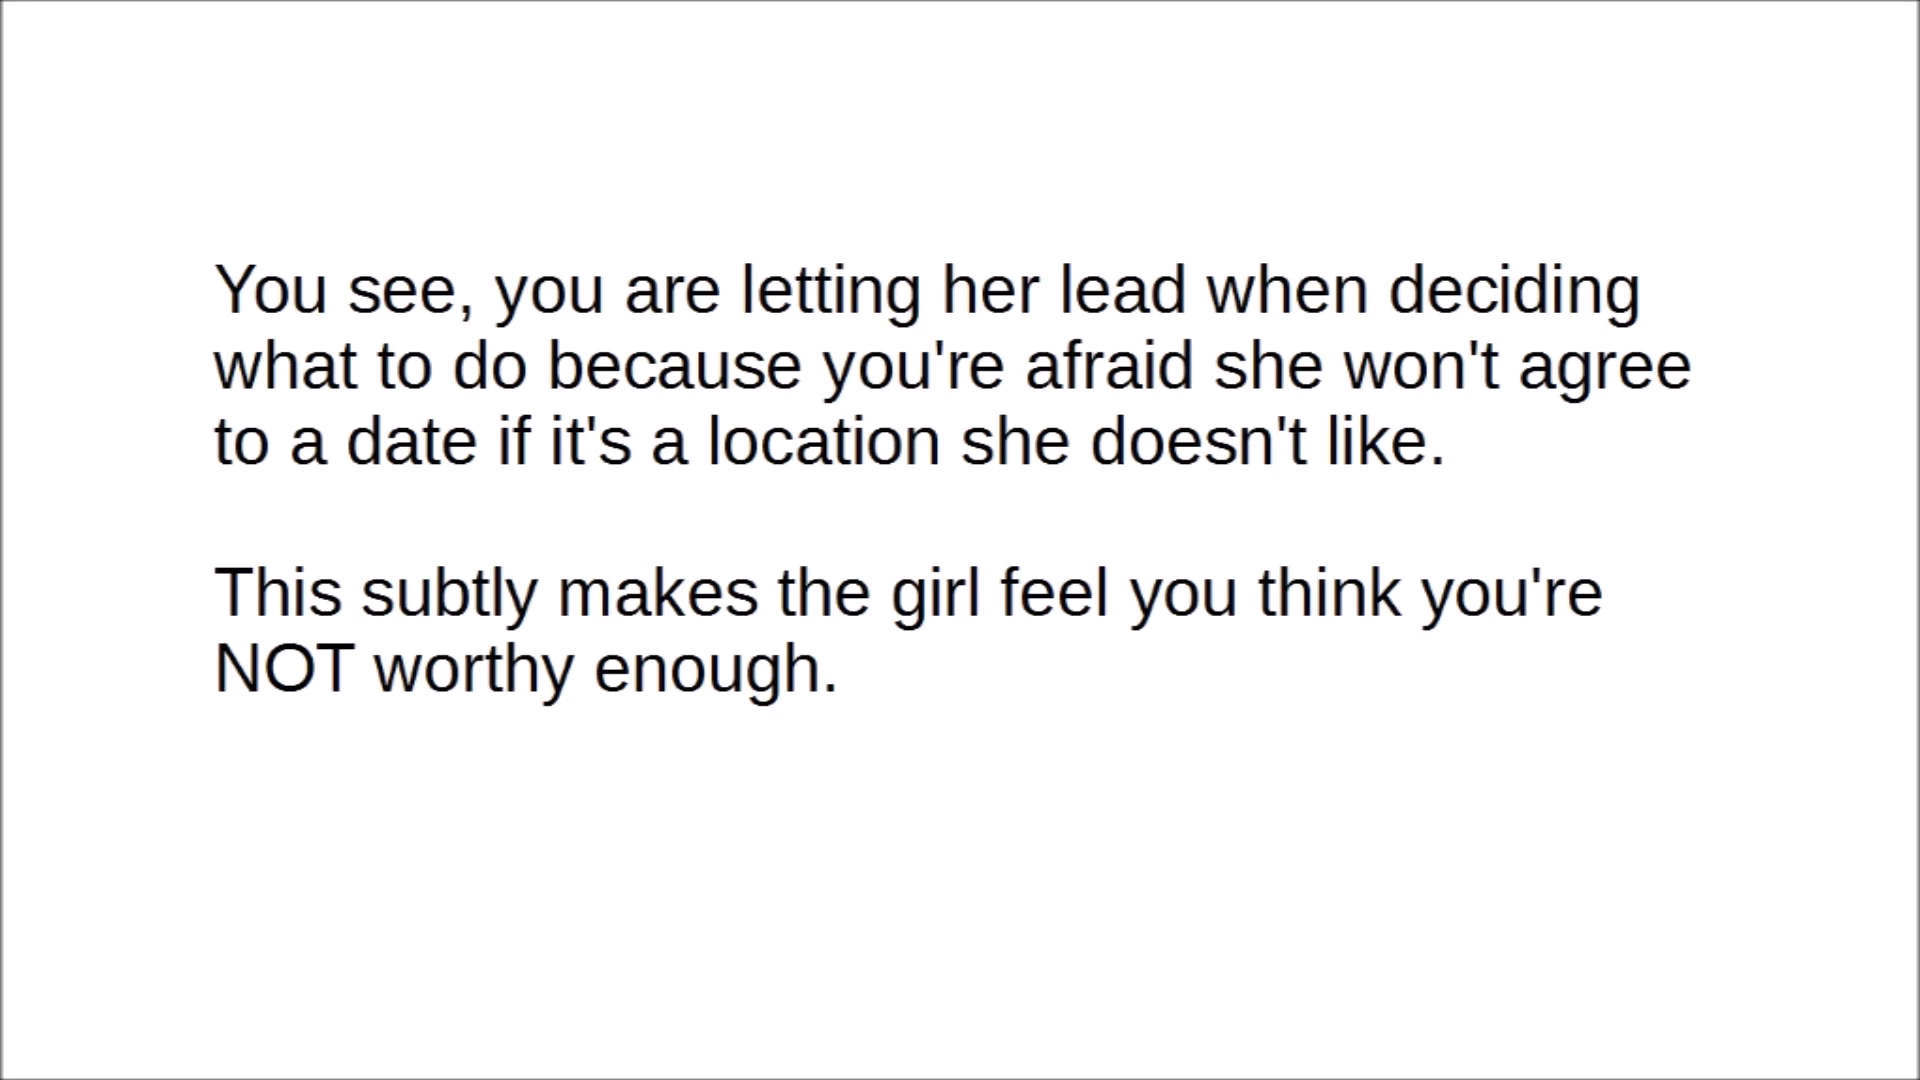 You see, you are letting her lead when deciding
what to do because you're afraid she won't agree
to a date if it's a location she doesn't like.
This subtly makes the girl feel you think you're
NOT worthy enough.